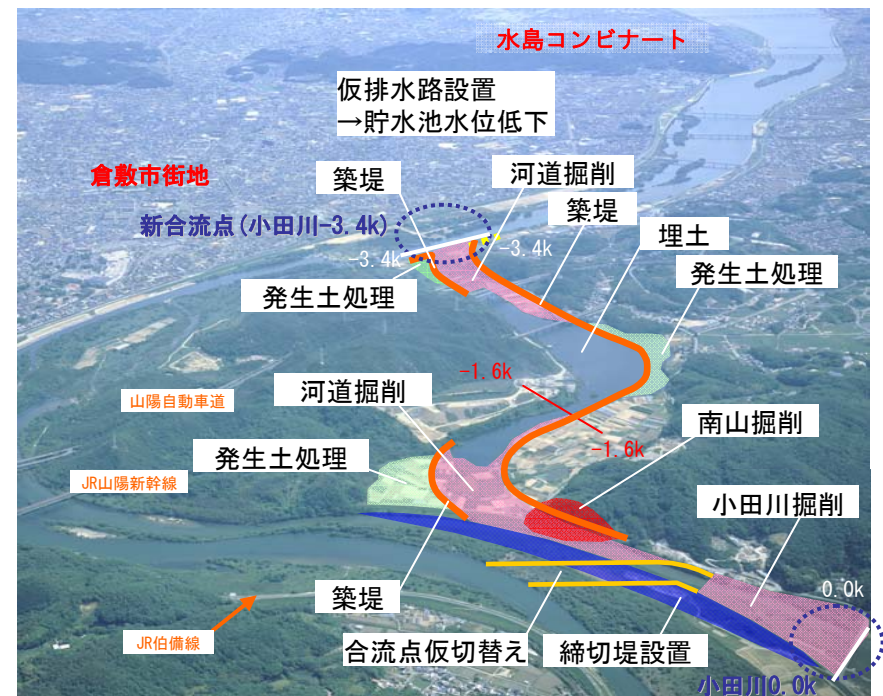 水島コンビナート
仮排水路設置
→貯水池水位低下
倉敷市街地
築堤
河道掘削
新合流点(小田川-3.4k)
築堤
-3.4k
-3.4k
埋土
発生土処理
発生土処理
-1.6k
河道掘削
山陽自動車道
南山掘削
-1.6k
発生土処理
JR山陽新幹線
小田川掘削
0.0k
築堤
JR伯備線
合流点仮切替え
締切堤設置
小田川0.0k